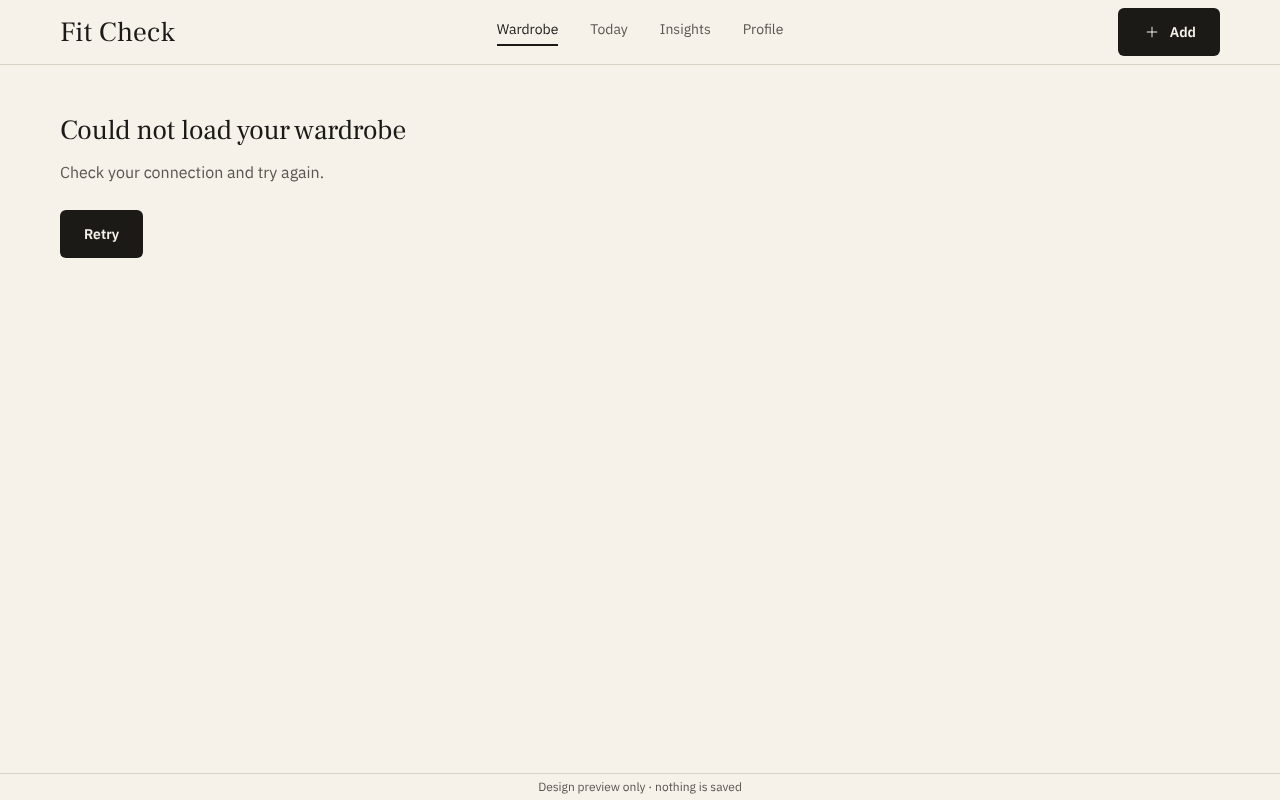 Fit Check
Wardrobe
Today
Insights
Profile
Add
Could not load your wardrobe
Check your connection and try again.
Retry
Design preview only · nothing is saved